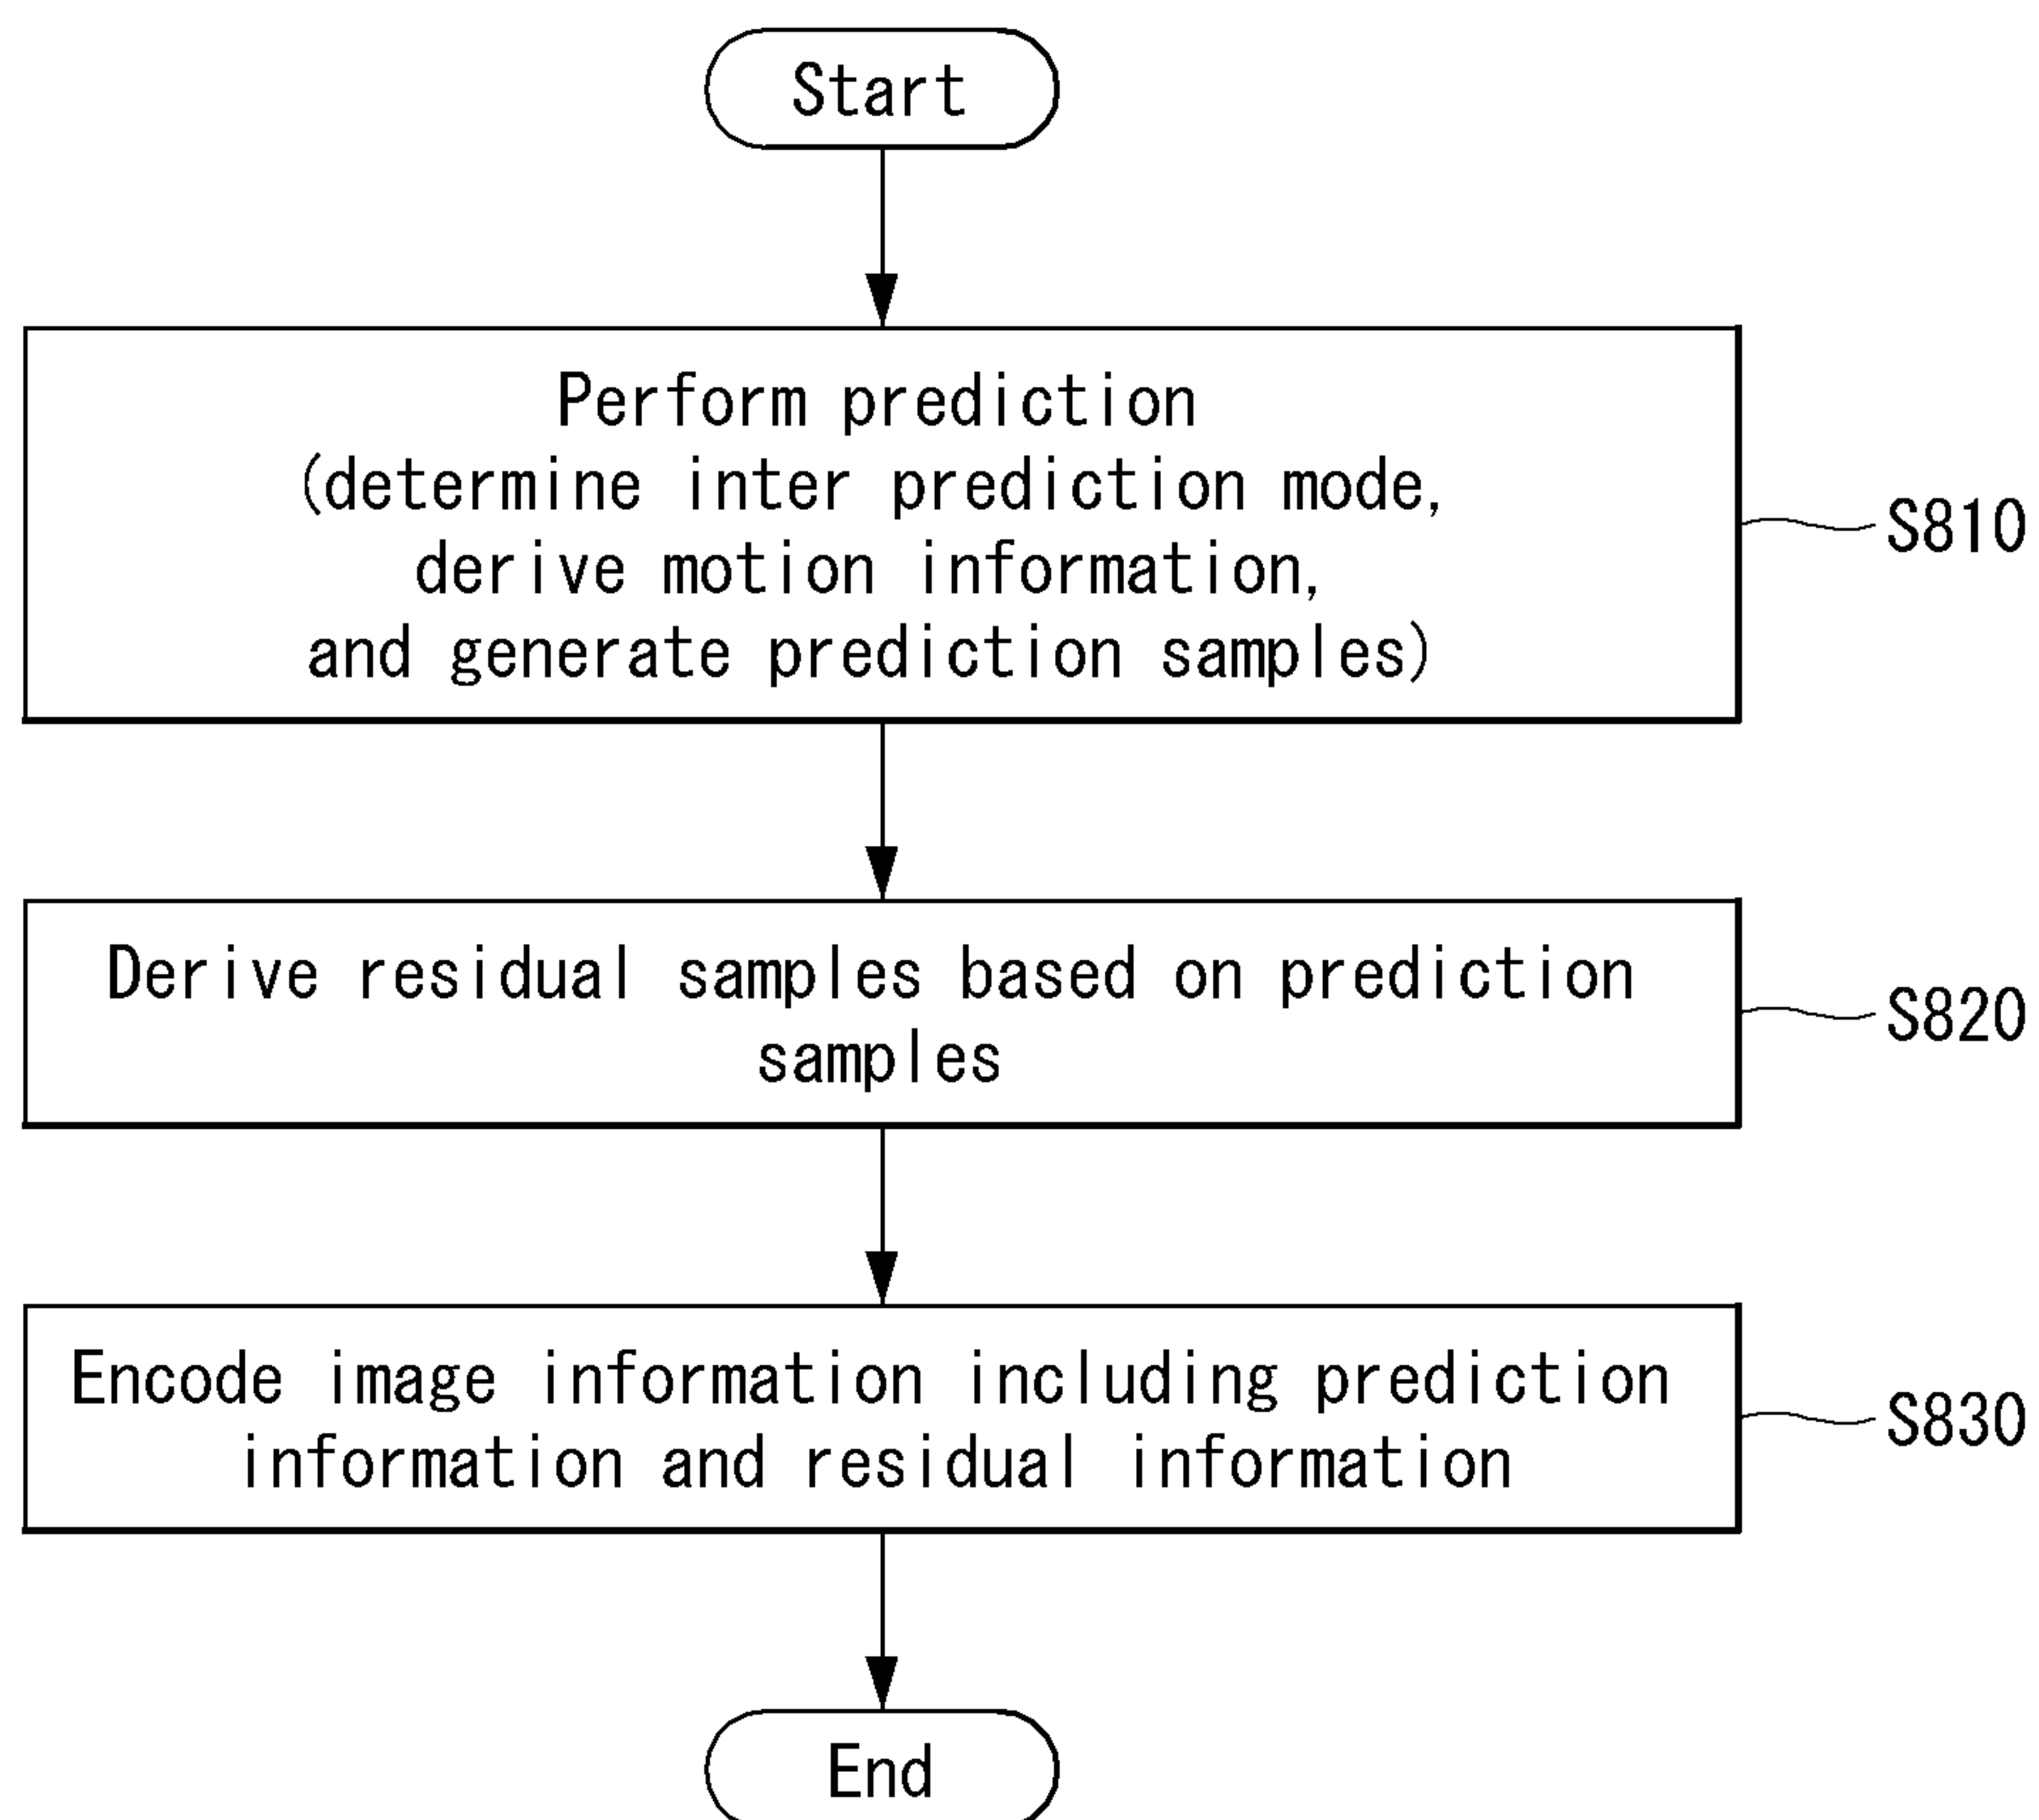 Start
Perform prediction
(determine inter prediction mode,
derive motion information,
and generate prediction samples)
S810
Derive residual samples based on prediction
samples
S820
Encode image information including prediction
information and residual information
S830
End